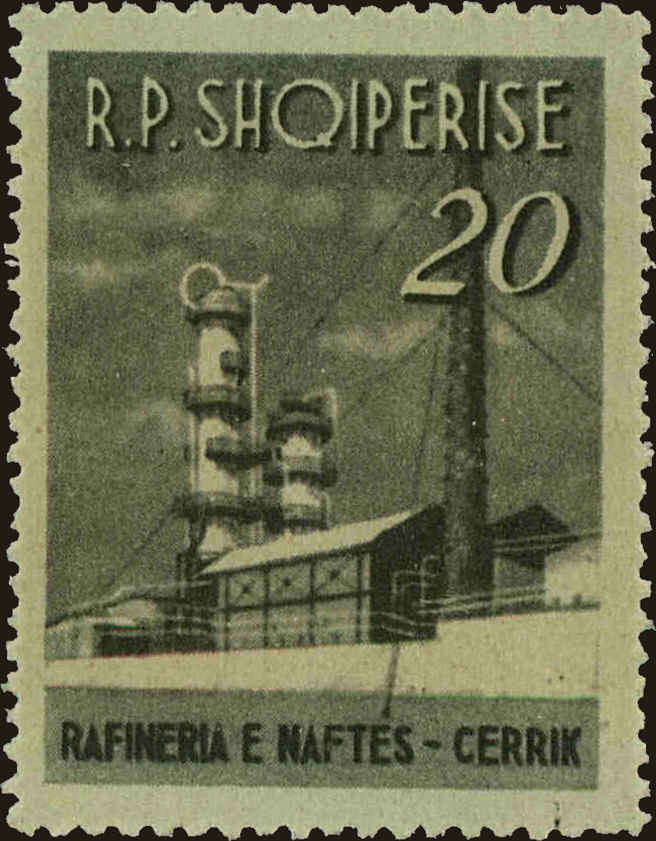 R.P. SHQIPERISE
20
RAFINERIA E NAFTES - CERRIK